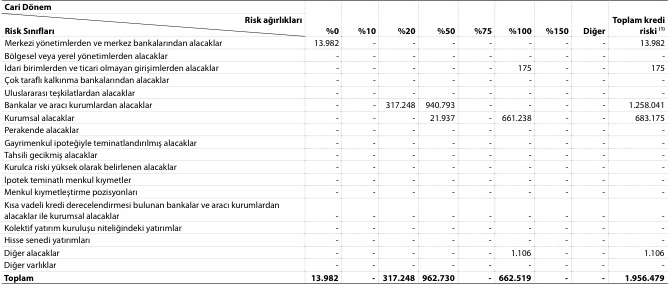 Cari Dönem
Risk ağırlıkları Toplam kredi
Risk Sınıfları %0 %10 %20 %50 %75 %100 %150 Diğer riski (1)
Merkezi yönetimlerden ve merkez bankalarından alacaklar 13.982 - - - - - - - 13.982
Bölgesel veya yerel yönetimlerden alacaklar - - - - - - - - -
İdari birimlerden ve ticari olmayan girişimlerden alacaklar - - - - - 175 - - 175
Çok taraflı kalkınma bankalarından alacaklar - - - - - - - - -
Uluslararası teşkilatlardan alacaklar - - - - - - - - -
Bankalar ve aracı kurumlardan alacaklar - - 317.248 940.793 - - - - 1.258.041
Kurumsal alacaklar - - - 21.937 - 661.238 - - 683.175
Perakende alacaklar - - - - - - - - -
Gayrimenkul ipoteğiyle teminatlandırılmış alacaklar - - - - - - - - -
Tahsili gecikmiş alacaklar - - - - - - - - -
Kurulca riski yüksek olarak belirlenen alacaklar - - - - - - - - -
İpotek teminatlı menkul kıymetler - - - - - - - - -
Menkul kıymetleştirme pozisyonları - - - - - - - - -
Kısa vadeli kredi derecelendirmesi bulunan bankalar ve aracı kurumlardan
alacaklar ile kurumsal alacaklar - - - - - - - - -
Kolektif yatırım kuruluşu niteliğindeki yatırımlar - - - - - - - - -
Hisse senedi yatırımları - - - - - - - - -
Diğer alacaklar - - - - - 1.106 - - 1.106
Diğer varlıklar - - - - - - - - -
Toplam 13.982 - 317.248 962.730 - 662.519 - - 1.956.479